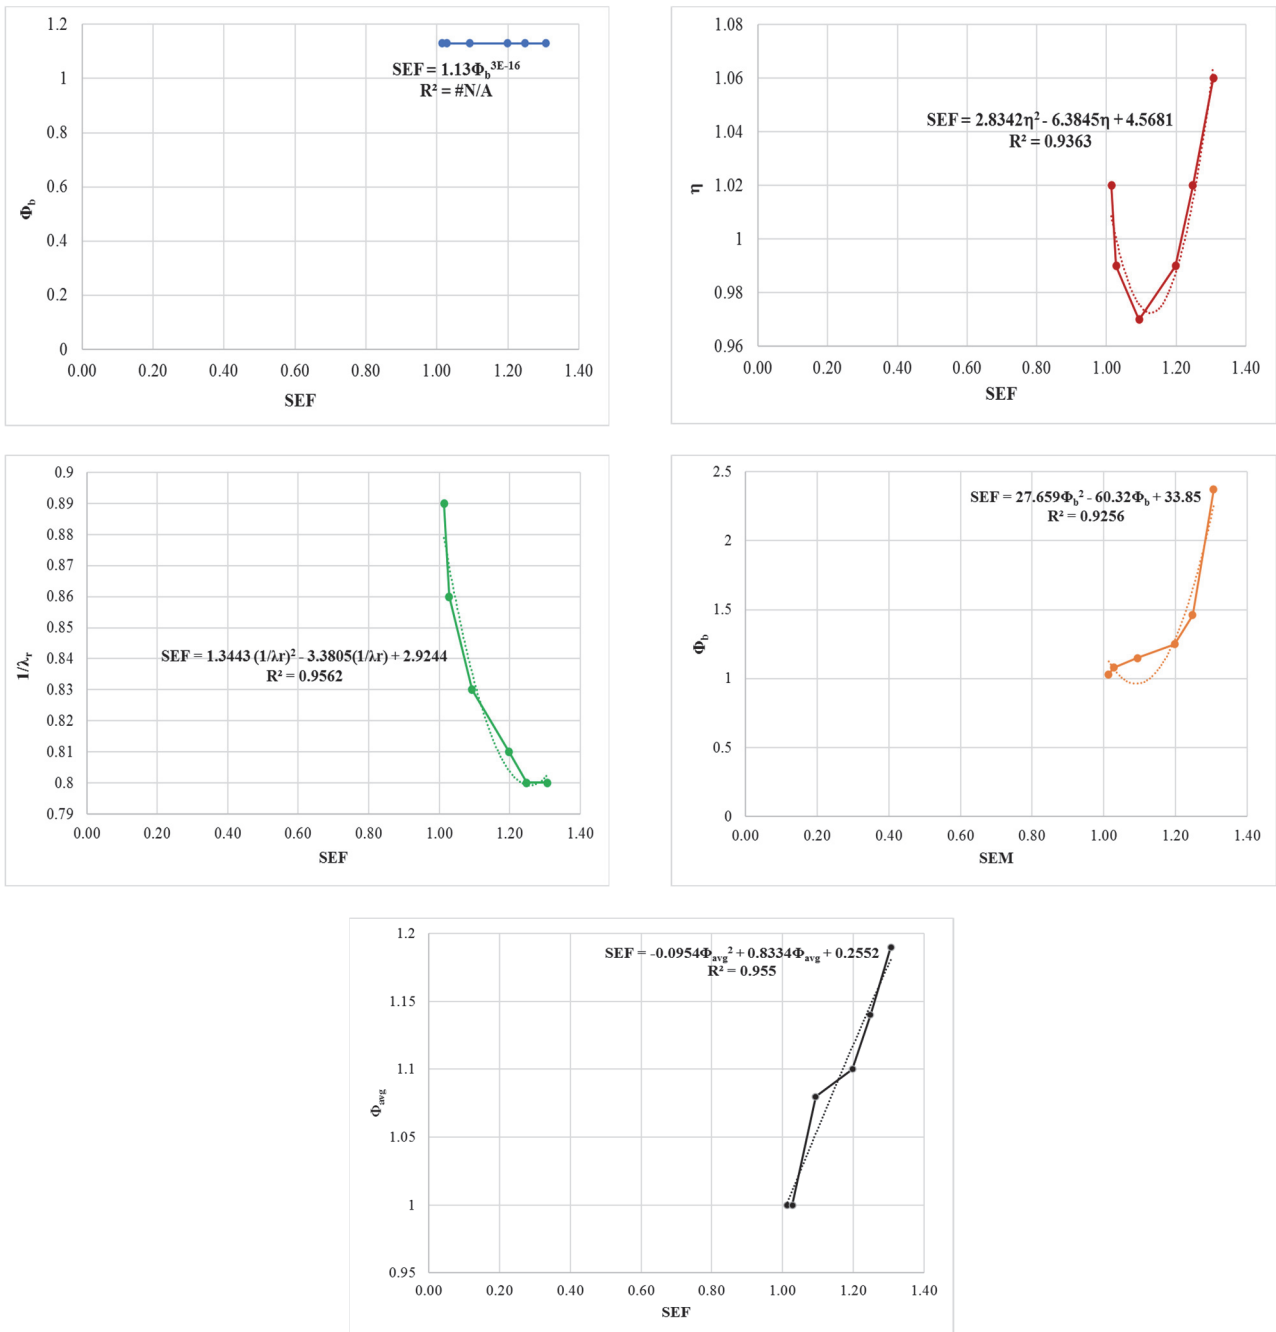 1.2
1
0.8
0.6
0.4
0.2
0
Φb
SEF = 1.13Φb^3E-16
R² = #N/A
0.00 0.20 0.40 0.60 0.80 1.00 1.20 1.40
SEF
1.08
1.06
1.04
1.02
1
0.98
0.96
η
SEF = 2.8342η² - 6.3845η + 4.5681
R² = 0.9363
0.00 0.20 0.40 0.60 0.80 1.00 1.20 1.40
SEF
0.9
0.89
0.88
0.87
0.86
0.85
0.84
0.83
0.82
0.81
0.8
0.79
1/λr
SEF = 1.3443 (1/λr)² - 3.3805(1/λr) + 2.9244
R² = 0.9562
0.00 0.20 0.40 0.60 0.80 1.00 1.20 1.40
SEF
2.5
2
1.5
1
0.5
0
Φb
SEF = 27.659Φb² - 60.32Φb + 33.85
R² = 0.9256
0.00 0.20 0.40 0.60 0.80 1.00 1.20 1.40
SEM
1.2
1.15
1.1
1.05
1
0.95
Φavg
SEF = -0.0954Φavg² + 0.8334Φavg + 0.2552
R² = 0.955
0.00 0.20 0.40 0.60 0.80 1.00 1.20 1.40
SEF